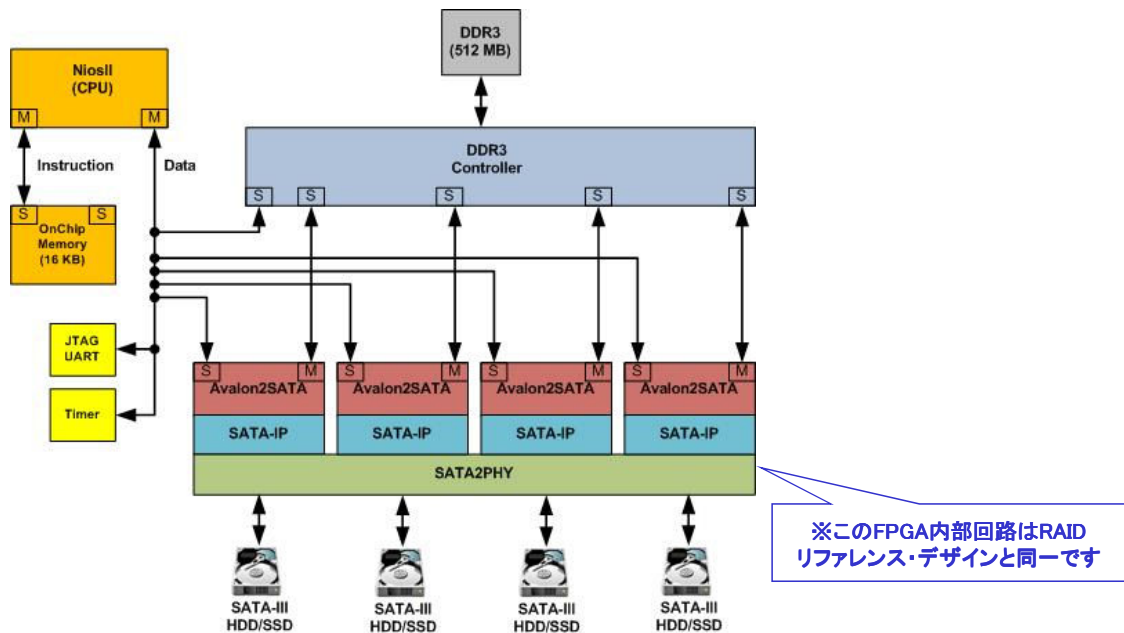 DDR3
(512 MB)
NiosII
(CPU)
M
M
Instruction
Data
DDR3
Controller
S
S
S
S
S
S
S
OnChip
Memory
(16 KB)
JTAG
UART
Timer
S
M
Avalon2SATA
S
M
Avalon2SATA
S
M
Avalon2SATA
S
M
Avalon2SATA
SATA-IP
SATA-IP
SATA-IP
SATA-IP
SATA2PHY
※このFPGA内部回路はRAID
リファレンス・デザインと同一です
SATA-III
HDD/SSD
SATA-III
HDD/SSD
SATA-III
HDD/SSD
SATA-III
HDD/SSD